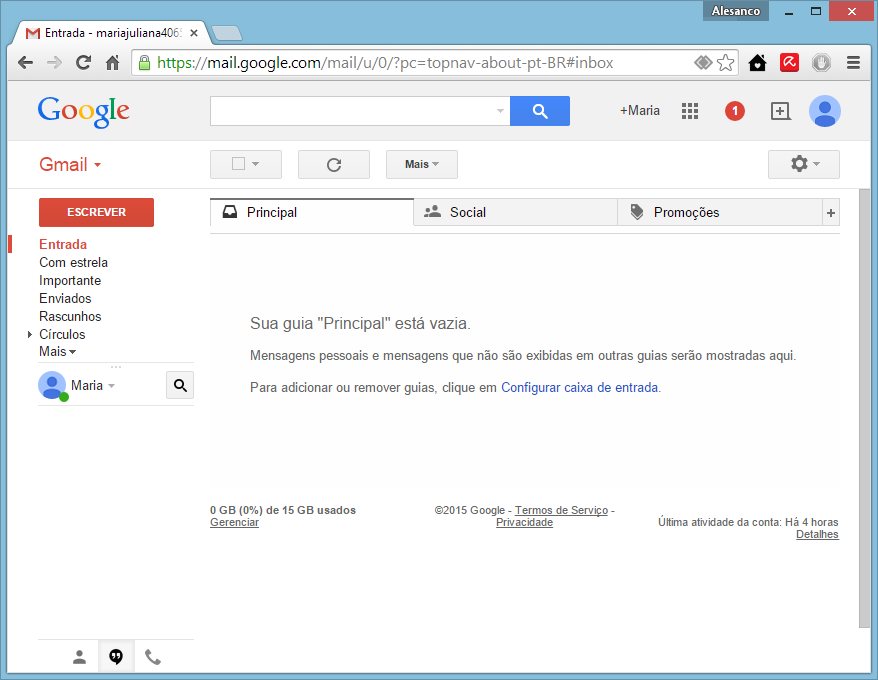 Alesanco
Entrada - mariajuliana406
https://mail.google.com/mail/u/0/?pc=topnav-about-pt-BR#inbox
Google
+Maria
1
Gmail
Mais
ESCREVER
Principal
Social
Promoções
+
Entrada
Com estrela
Importante
Enviados
Rascunhos
Círculos
Mais
Maria
Sua guia "Principal" está vazia.
Mensagens pessoais e mensagens que não são exibidas em outras guias serão mostradas aqui.
Para adicionar ou remover guias, clique em Configurar caixa de entrada.
0 GB (0%) de 15 GB usados
Gerenciar
©2015 Google - Termos de Serviço -
Privacidade
Última atividade da conta: Há 4 horas
Detalhes